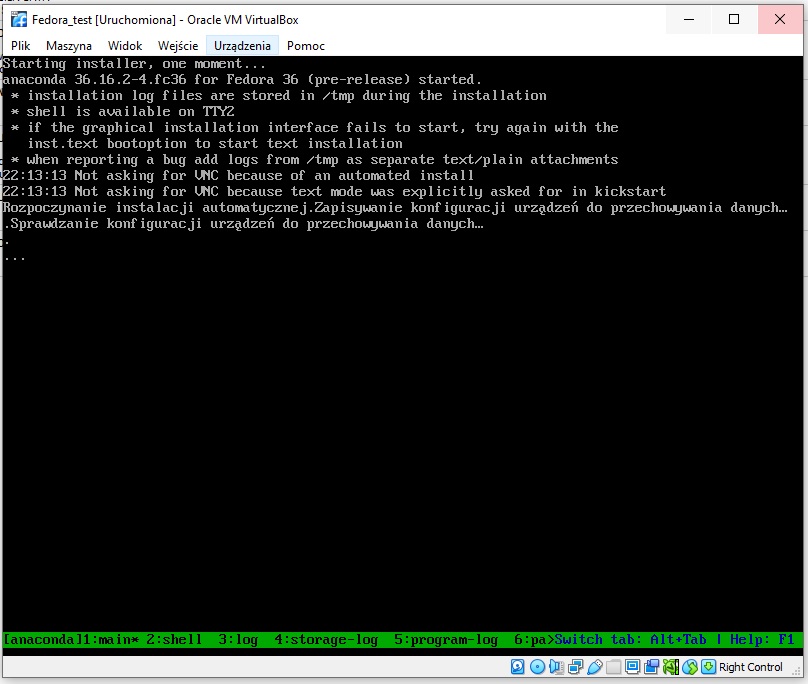 Fedora_test [Uruchomiona] - Oracle VM VirtualBox
Plik Maszyna Widok Wejście Urządzenia Pomoc
Starting installer, one moment...
anaconda 36.16.2-4.fc36 for Fedora 36 (pre-release) started.
* installation log files are stored in /tmp during the installation
* shell is available on TTY2
* if the graphical installation interface fails to start, try again with the
inst.text bootoption to start text installation
* when reporting a bug add logs from /tmp as separate text/plain attachments
22:13:13 Not asking for VNC because of an automated install
22:13:13 Not asking for VNC because text mode was explicitly asked for in kickstart
Rozpoczynanie instalacji automatycznej.Zapisywanie konfiguracji urządzeń do przechowywania danych…
.Sprawdzanie konfiguracji urządzeń do przechowywania danych…
.
...
[anaconda]1:main* 2:shell 3:log 4:storage-log 5:program-log 6:pa>Switch tab: Alt+Tab | Help: F1
Right Control